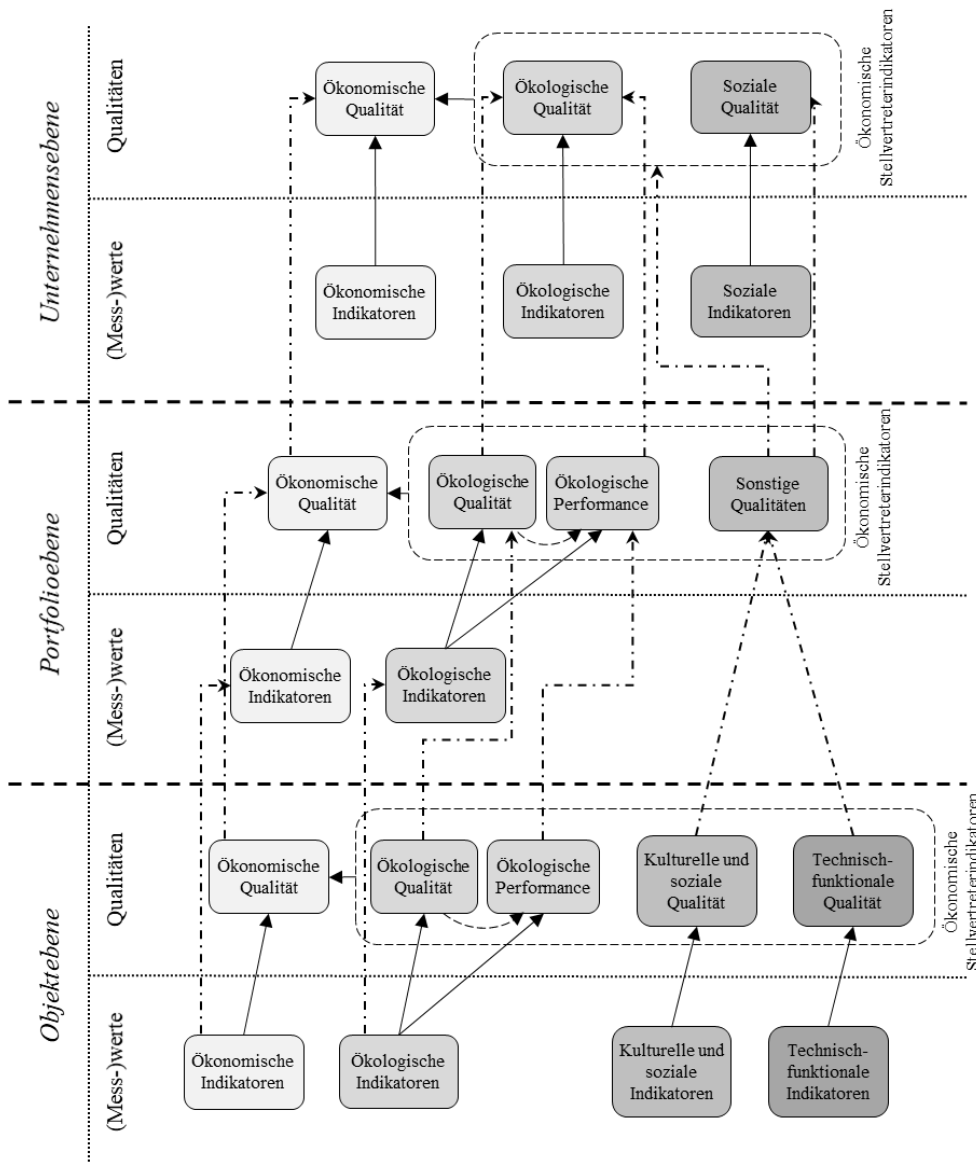 Unternehmensebene
Qualitäten
Ökonomische
Qualität
Ökologische
Qualität
Soziale
Qualität
Ökonomische
Stellvertreterindikatoren
(Mess-)werte
Ökonomische
Indikatoren
Ökologische
Indikatoren
Soziale
Indikatoren
Portfolioebene
Qualitäten
Ökonomische
Qualität
Ökologische
Qualität
Ökologische
Performance
Sonstige
Qualitäten
Ökonomische
Stellvertreterindikatoren
(Mess-)werte
Ökonomische
Indikatoren
Ökologische
Indikatoren
Objektebene
Qualitäten
Ökonomische
Qualität
Ökologische
Qualität
Ökologische
Performance
Kulturelle und
soziale
Qualität
Technisch-
funktionale
Qualität
Ökonomische
Stellvertreterindikatoren
(Mess-)werte
Ökonomische
Indikatoren
Ökologische
Indikatoren
Kulturelle und
soziale
Indikatoren
Technisch-
funktionale
Indikatoren